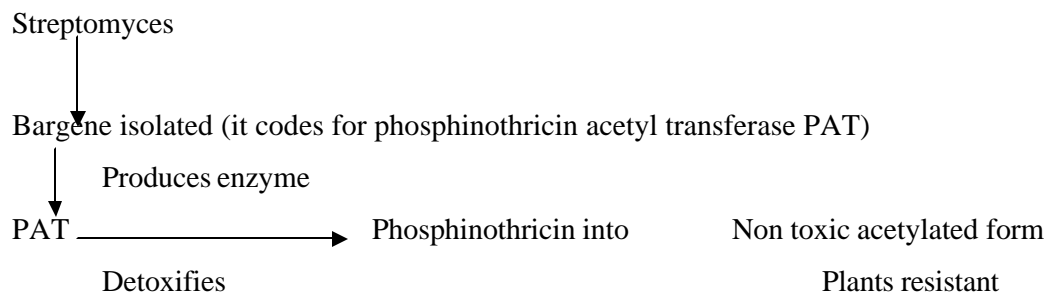 Streptomyces
Bargene isolated (it codes for phosphinothricin acetyl transferase PAT)
Produces enzyme
PAT Phosphinothricin into Non toxic acetylated form
Detoxifies Plants resistant